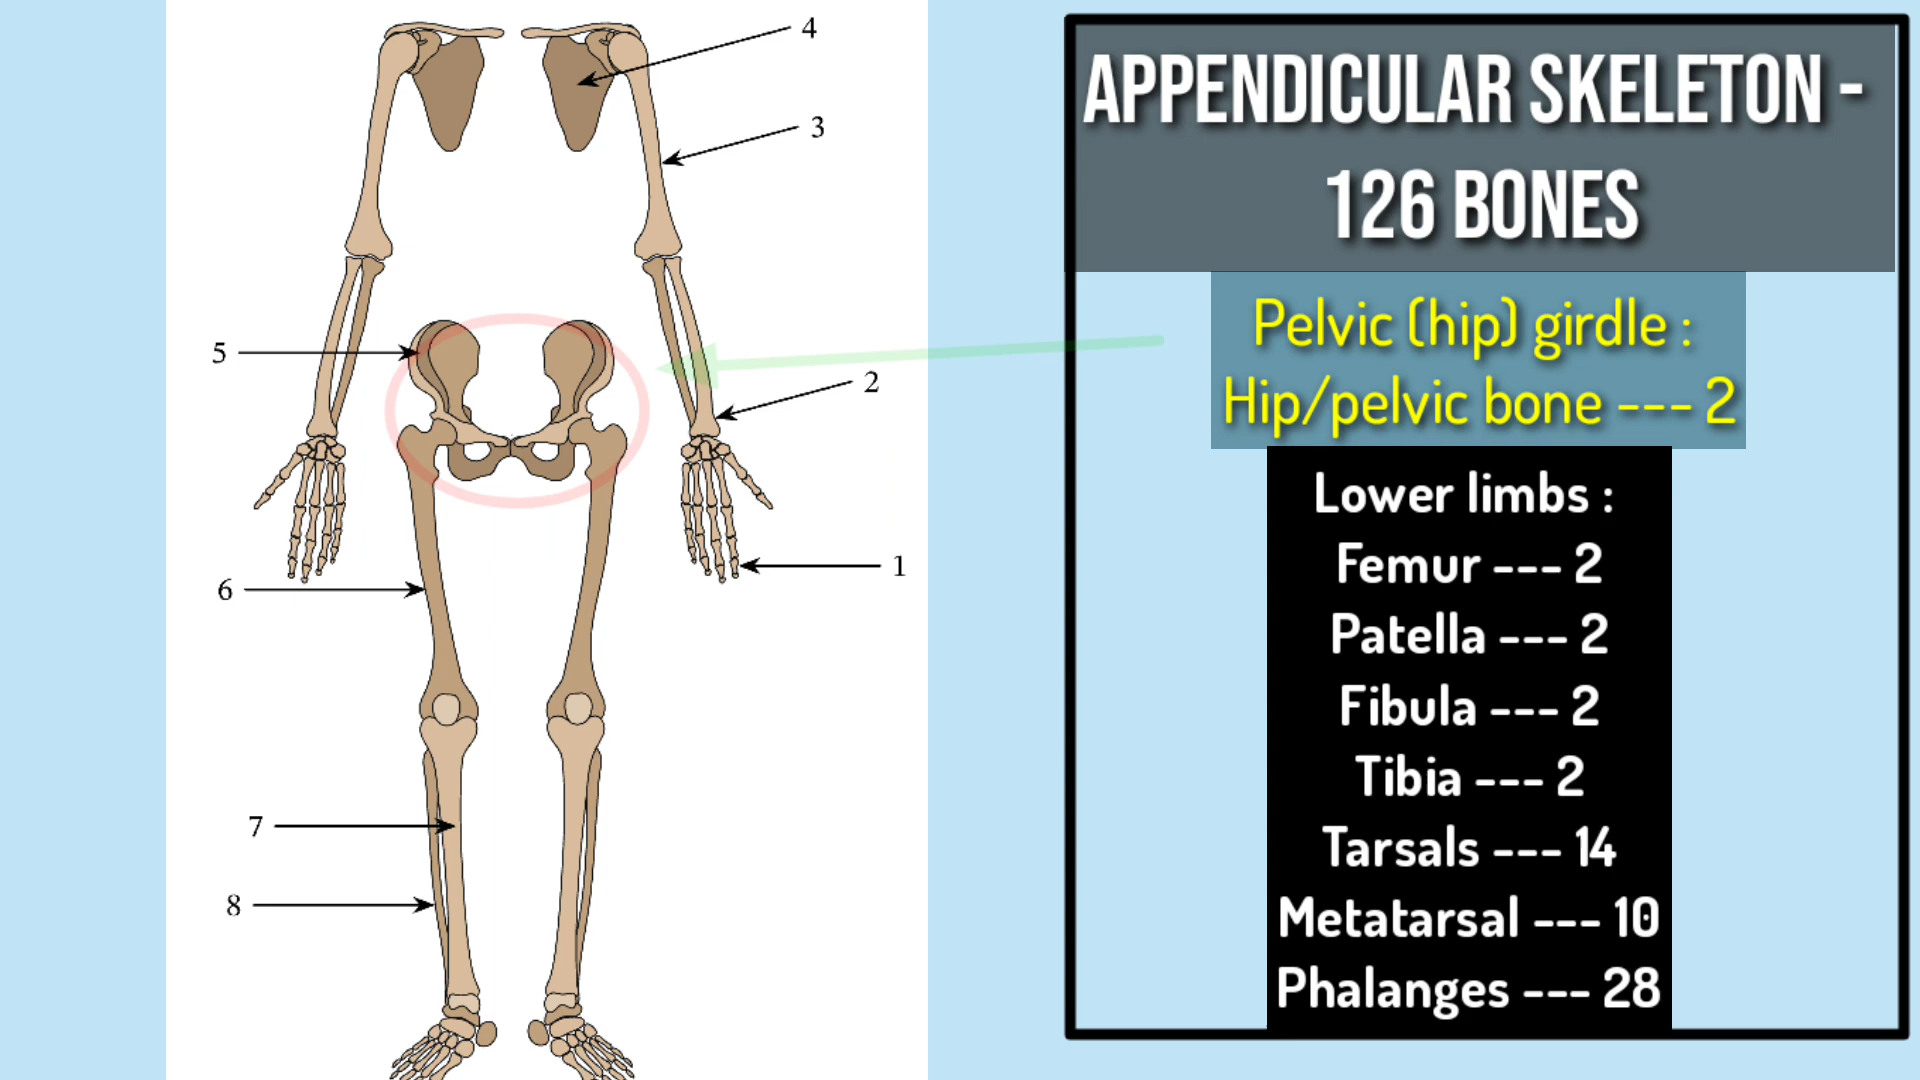 4
3
5
2
1
6
7
8
APPENDICULAR SKELETON -
126 BONES
Pelvic (hip) girdle :
Hip/pelvic bone --- 2
Lower limbs :
Femur --- 2
Patella --- 2
Fibula --- 2
Tibia --- 2
Tarsals --- 14
Metatarsal --- 10
Phalanges --- 28